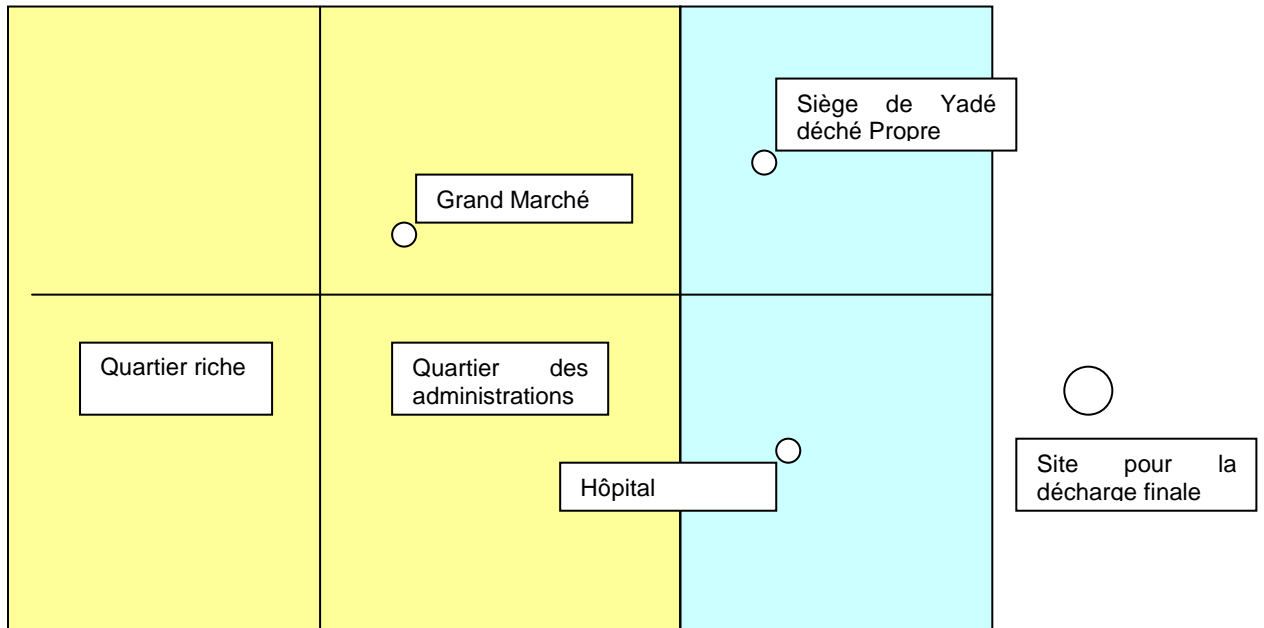 Siège de Yadé
déché Propre
Grand Marché
Quartier riche
Quartier des
administrations
Hôpital
Site pour la
décharge finale